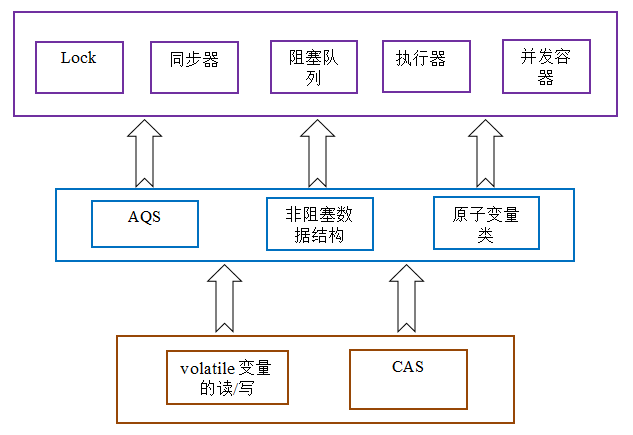 Lock
同步器
阻塞队
列
执行器
并发容
器
AQS
非阻塞数
据结构
原子变量
类
volatile 变量
的读/写
CAS